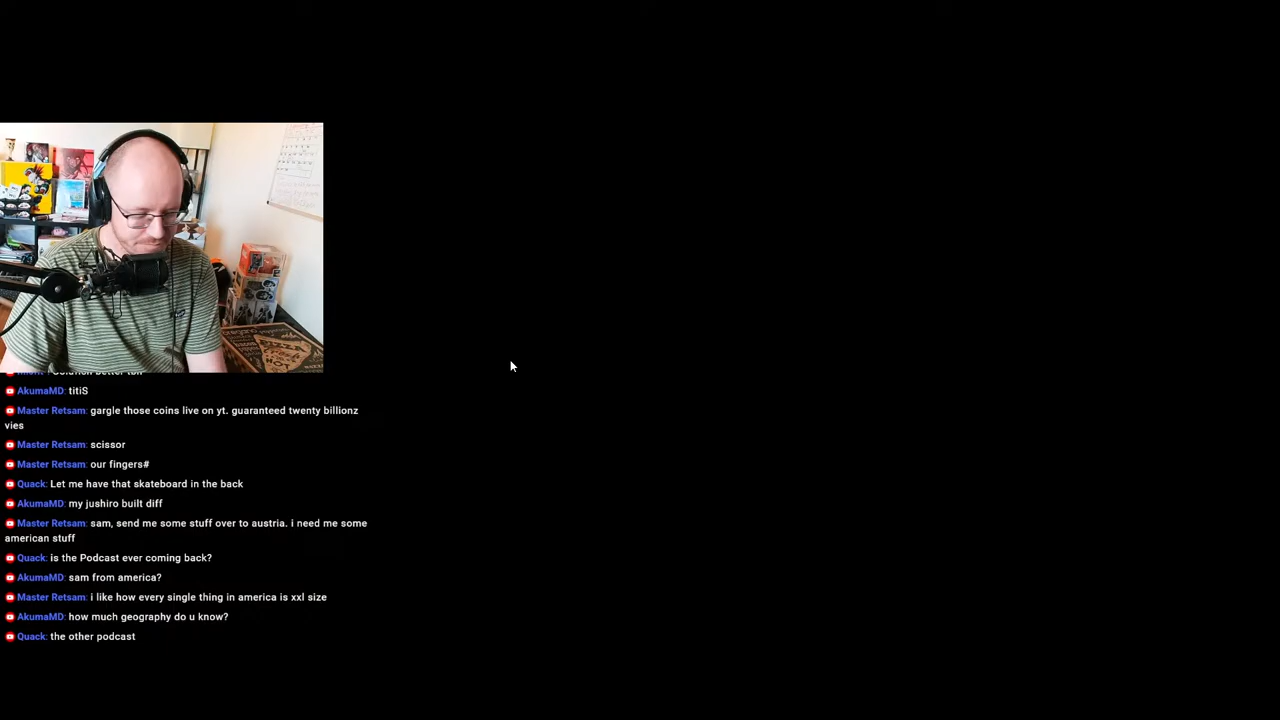 AkumaMD: titiS
Master Retsam: gargle those coins live on yt. guaranteed twenty billionz
vies
Master Retsam: scissor
Master Retsam: our fingers#
Quack: Let me have that skateboard in the back
AkumaMD: my jushiro built diff
Master Retsam: sam, send me some stuff over to austria. i need me some
american stuff
Quack: is the Podcast ever coming back?
AkumaMD: sam from america?
Master Retsam: i like how every single thing in america is xxl size
AkumaMD: how much geography do u know?
Quack: the other podcast